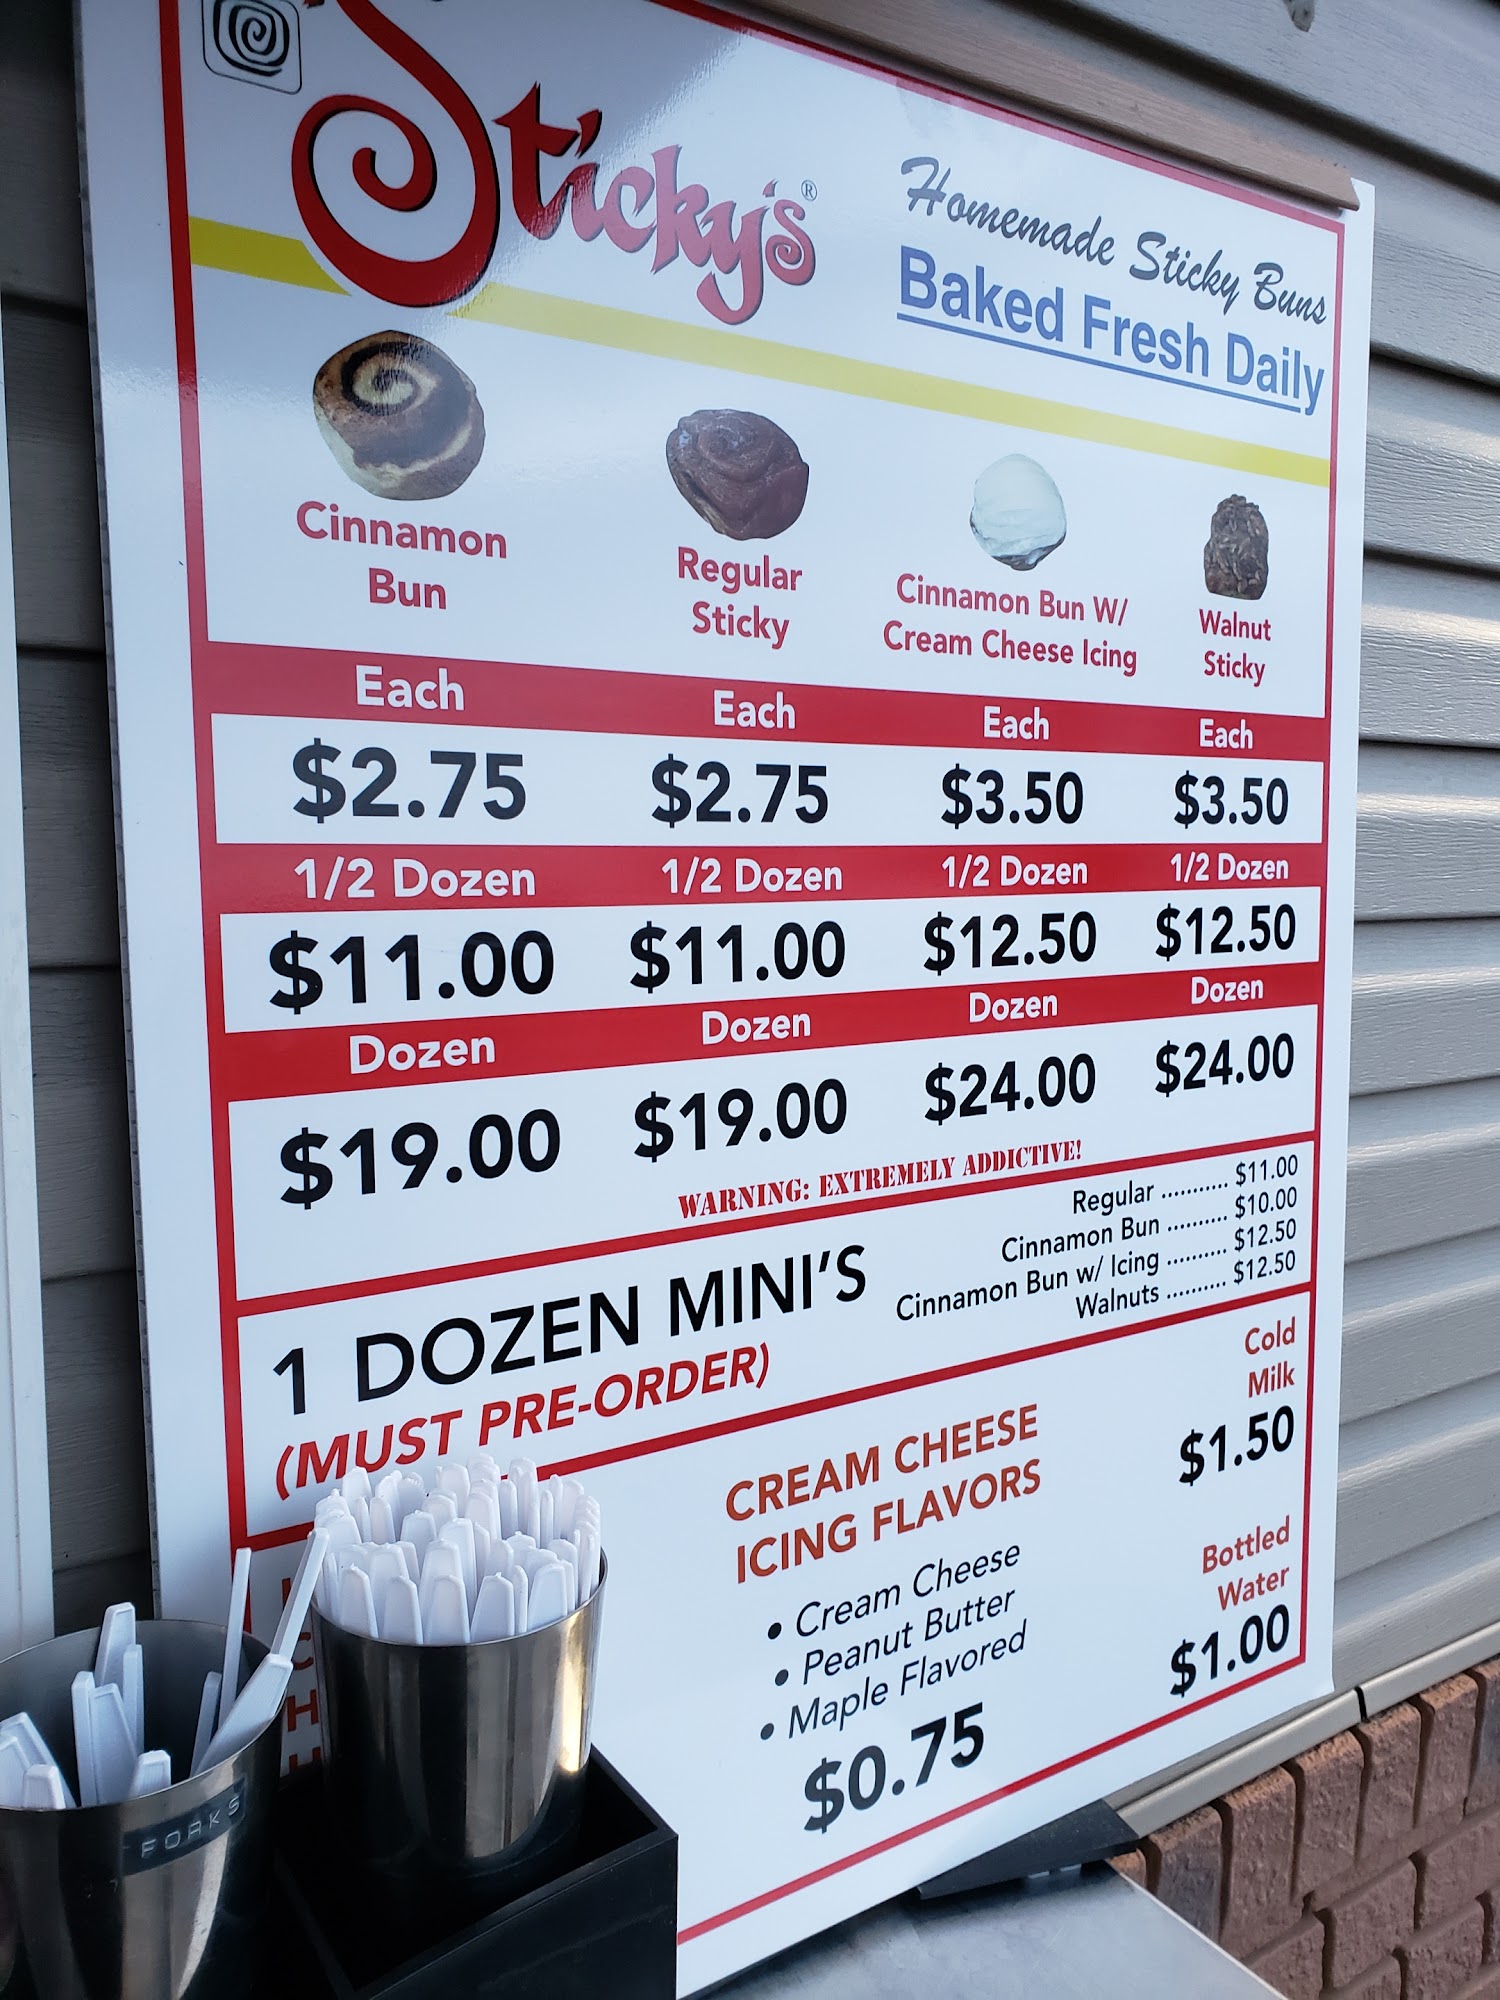 Sticky's®
Homemade Sticky Buns
Baked Fresh Daily
Cinnamon
Bun
Regular
Sticky
Cinnamon Bun W/
Cream Cheese Icing
Walnut
Sticky
Each Each Each Each
$2.75 $2.75 $3.50 $3.50
1/2 Dozen 1/2 Dozen 1/2 Dozen 1/2 Dozen
$11.00 $11.00 $12.50 $12.50
Dozen Dozen Dozen Dozen
$19.00 $19.00 $24.00 $24.00
WARNING: EXTREMELY ADDICTIVE!
1 DOZEN MINI'S
(MUST PRE-ORDER)
Regular ........... $11.00
Cinnamon Bun .......... $10.00
Cinnamon Bun w/ Icing .......... $12.50
Walnuts .......... $12.50
CREAM CHEESE
ICING FLAVORS
• Cream Cheese
• Peanut Butter
• Maple Flavored
$0.75
Cold
Milk
$1.50
Bottled
Water
$1.00
FORKS